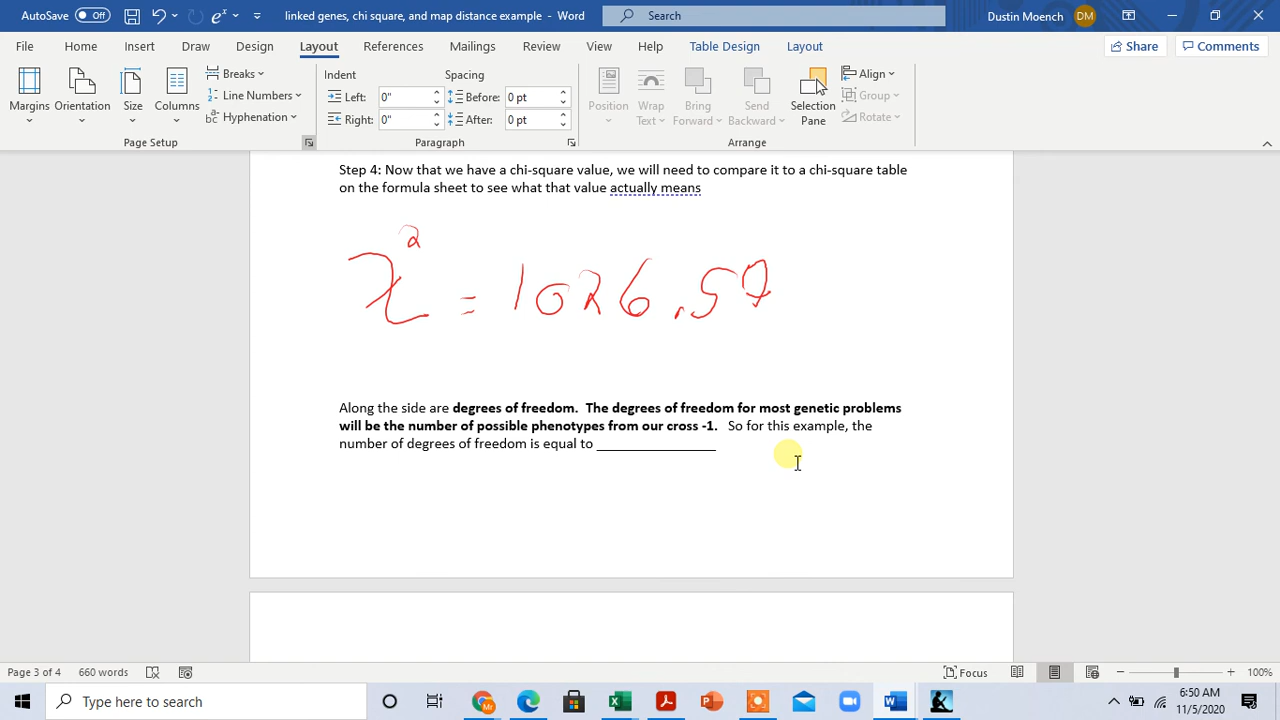 AutoSave Off
linked genes, chi square, and map distance example - Word
Search
Dustin Moench DM
File Home Insert Draw Design Layout References Mailings Review View Help Table Design Layout
Share Comments
Margins Orientation Size Columns
Breaks
Line Numbers
Hyphenation
Page Setup
Indent Spacing
Left: 0" Before: 0 pt
Right: 0" After: 0 pt
Paragraph
Position Wrap Text Bring Forward Send Backward Selection Pane
Align
Group
Rotate
Arrange
Step 4: Now that we have a chi-square value, we will need to compare it to a chi-square table
on the formula sheet to see what that value actually means
χ² = 1026.59
Along the side are degrees of freedom. The degrees of freedom for most genetic problems
will be the number of possible phenotypes from our cross -1. So for this example, the
number of degrees of freedom is equal to ________________
Page 3 of 4 660 words
Focus
100%
Type here to search
6:50 AM
11/5/2020